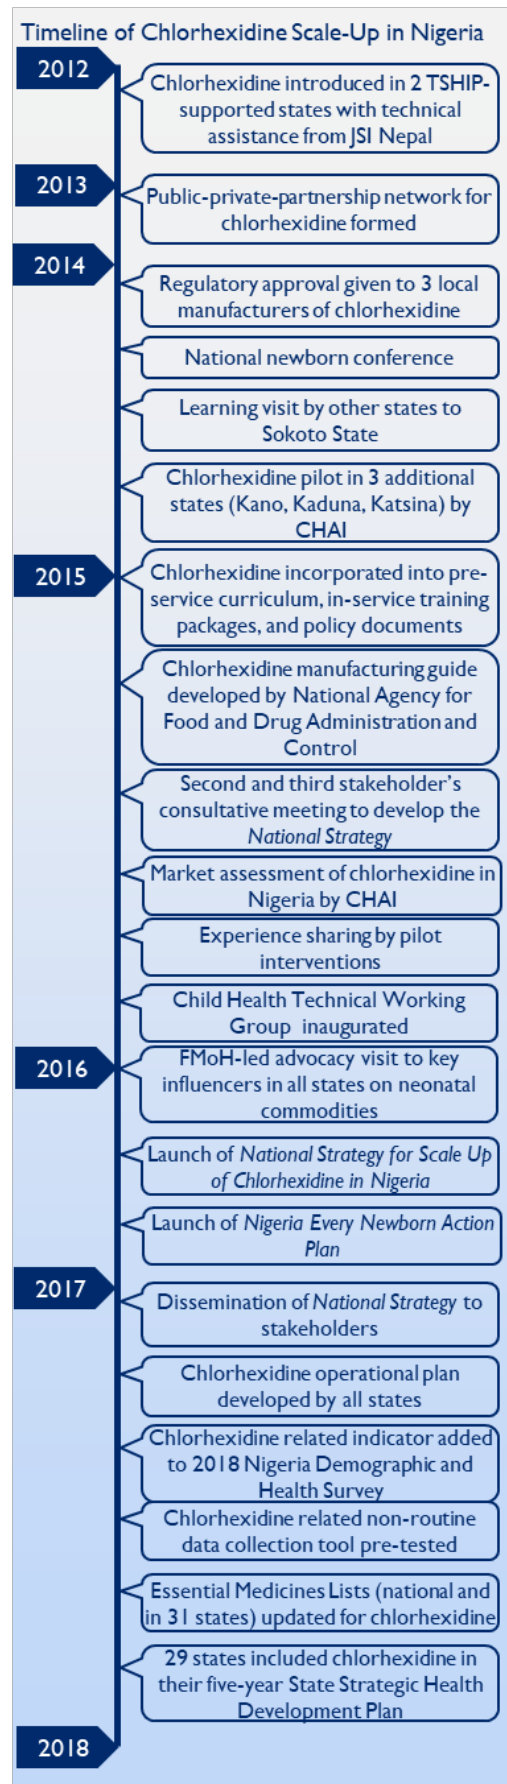 Timeline of Chlorhexidine Scale-Up in Nigeria
2012
Chlorhexidine introduced in 2 TSHIP-
supported states with technical
assistance from JSI Nepal
2013
Public-private-partnership network for
chlorhexidine formed
2014
Regulatory approval given to 3 local
manufacturers of chlorhexidine
National newborn conference
Learning visit by other states to
Sokoto State
Chlorhexidine pilot in 3 additional
states (Kano, Kaduna, Katsina) by
CHAI
2015
Chlorhexidine incorporated into pre-
service curriculum, in-service training
packages, and policy documents
Chlorhexidine manufacturing guide
developed by National Agency for
Food and Drug Administration and
Control
Second and third stakeholder's
consultative meeting to develop the
National Strategy
Market assessment of chlorhexidine in
Nigeria by CHAI
Experience sharing by pilot
interventions
Child Health Technical Working
Group inaugurated
2016
FMoH-led advocacy visit to key
influencers in all states on neonatal
commodities
Launch of National Strategy for Scale Up
of Chlorhexidine in Nigeria
Launch of Nigeria Every Newborn Action
Plan
2017
Dissemination of National Strategy to
stakeholders
Chlorhexidine operational plan
developed by all states
Chlorhexidine related indicator added
to 2018 Nigeria Demographic and
Health Survey
Chlorhexidine related non-routine
data collection tool pre-tested
Essential Medicines Lists (national and
in 31 states) updated for chlorhexidine
29 states included chlorhexidine in
their five-year State Strategic Health
Development Plan
2018